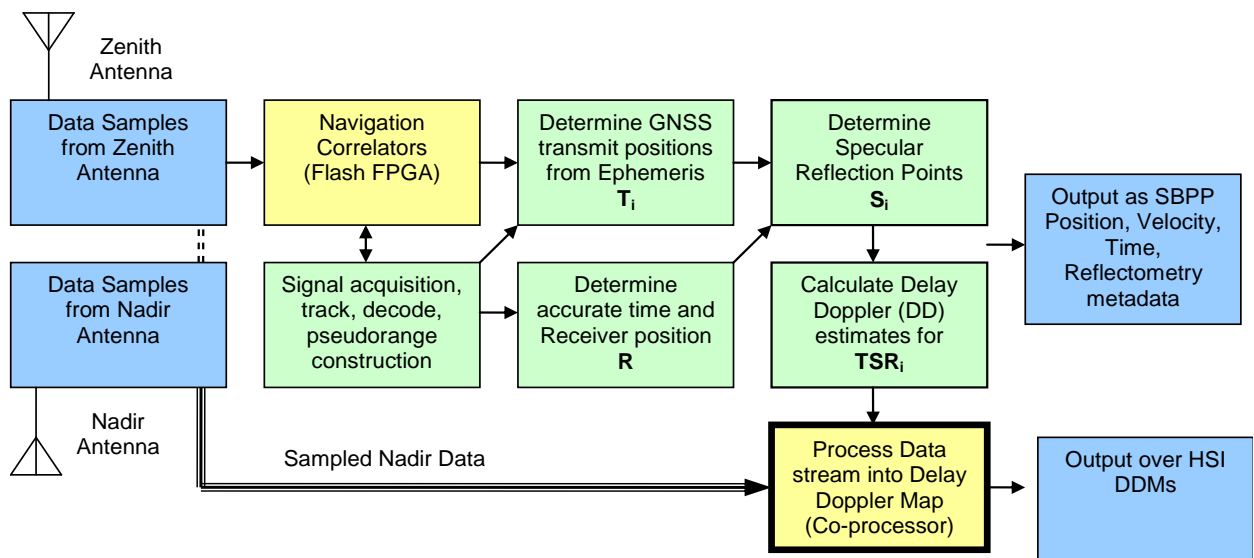 Zenith
Antenna
Data Samples
from Zenith
Antenna
Navigation
Correlators
(Flash FPGA)
Determine GNSS
transmit positions
from Ephemeris
Ti
Determine
Specular
Reflection Points
Si
Output as SBPP
Position, Velocity,
Time,
Reflectometry
metadata
Data Samples
from Nadir
Antenna
Signal acquisition,
track, decode,
pseudorange
construction
Determine
accurate time and
Receiver position
R
Calculate Delay
Doppler (DD)
estimates for
TSRi
Nadir
Antenna
Sampled Nadir Data
Process Data
stream into Delay
Doppler Map
(Co-processor)
Output over HSI
DDMs